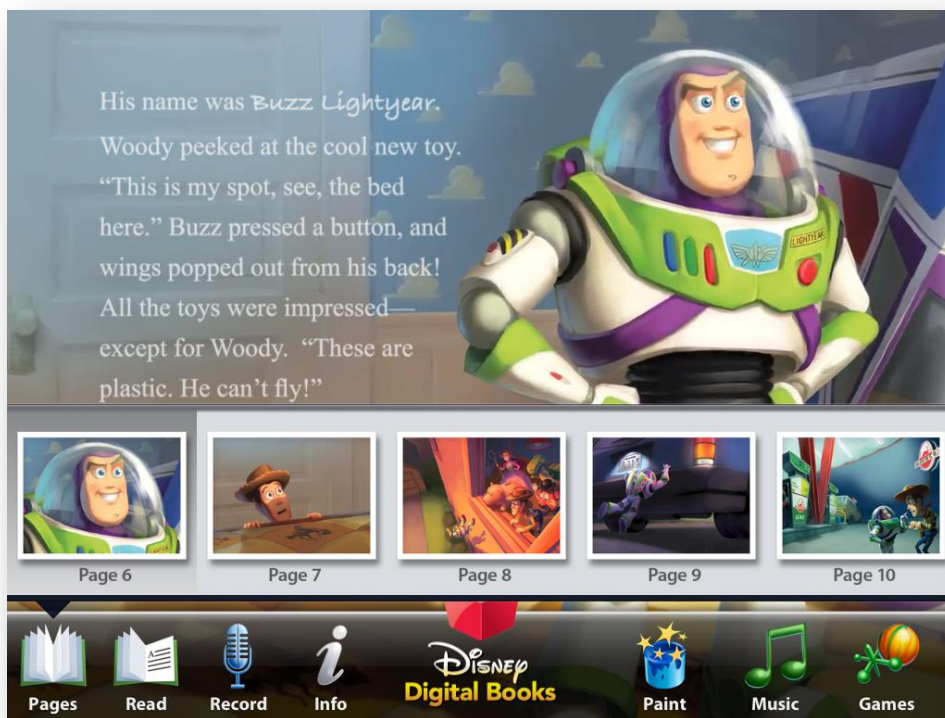 His name was Buzz Lightyear.
Woody peeked at the cool new toy.
“This is my spot, see, the bed
here.” Buzz pressed a button, and
wings popped out from his back!
All the toys were impressed—
except for Woody.  “These are
plastic. He can’t fly!”
LIGHTYEAR
Page 6
Page 7
Page 8
Page 9
Page 10
Pages
Read
Record
Info
Disney
Digital Books
Paint
Music
Games